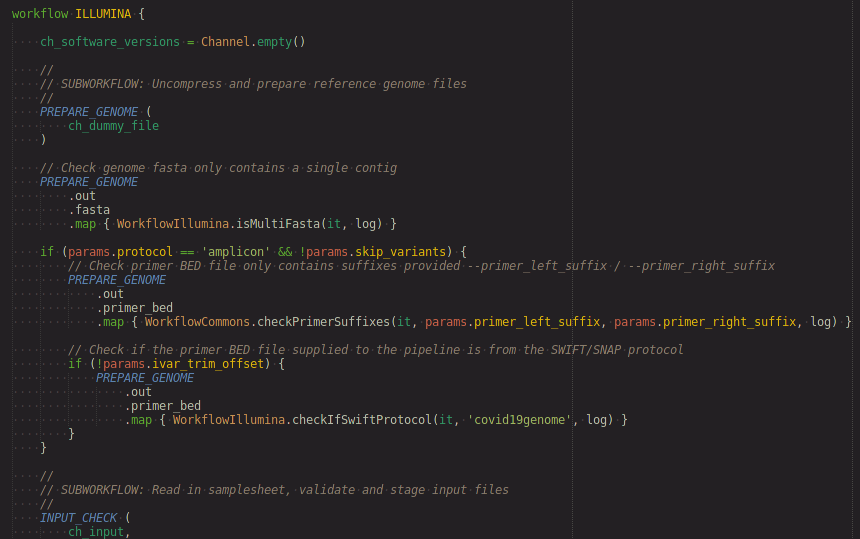 workflow ILLUMINA {
ch_software_versions = Channel.empty()
//
// SUBWORKFLOW: Uncompress and prepare reference genome files
//
PREPARE_GENOME (
ch_dummy_file
)
// Check genome fasta only contains a single contig
PREPARE_GENOME
.out
.fasta
.map { WorkflowIllumina.isMultiFasta(it, log) }
if (params.protocol == 'amplicon' && !params.skip_variants) {
// Check primer BED file only contains suffixes provided --primer_left_suffix / --primer_right_suffix
PREPARE_GENOME
.out
.primer_bed
.map { WorkflowCommons.checkPrimerSuffixes(it, params.primer_left_suffix, params.primer_right_suffix, log) }
// Check if the primer BED file supplied to the pipeline is from the SWIFT/SNAP protocol
if (!params.ivar_trim_offset) {
PREPARE_GENOME
.out
.primer_bed
.map { WorkflowIllumina.checkIfSwiftProtocol(it, 'covid19genome', log) }
}
}
//
// SUBWORKFLOW: Read in samplesheet, validate and stage input files
//
INPUT_CHECK (
ch_input,